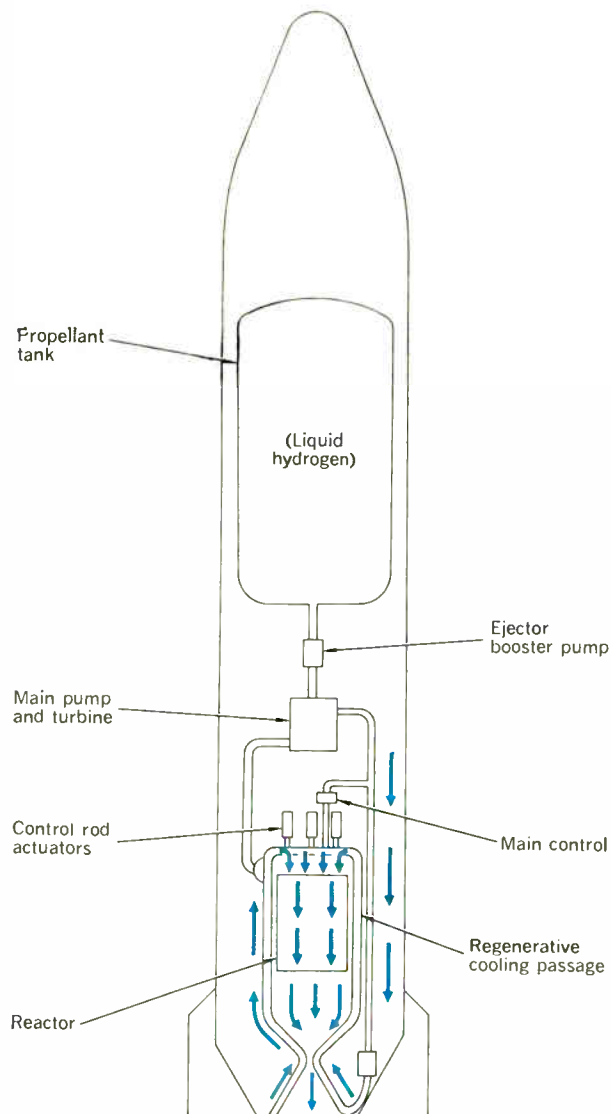 Propellant
tank
(Liquid
hydrogen)
Ejector
booster pump
Main pump
and turbine
Control rod
actuators
Main control
Regenerative
cooling passage
Reactor